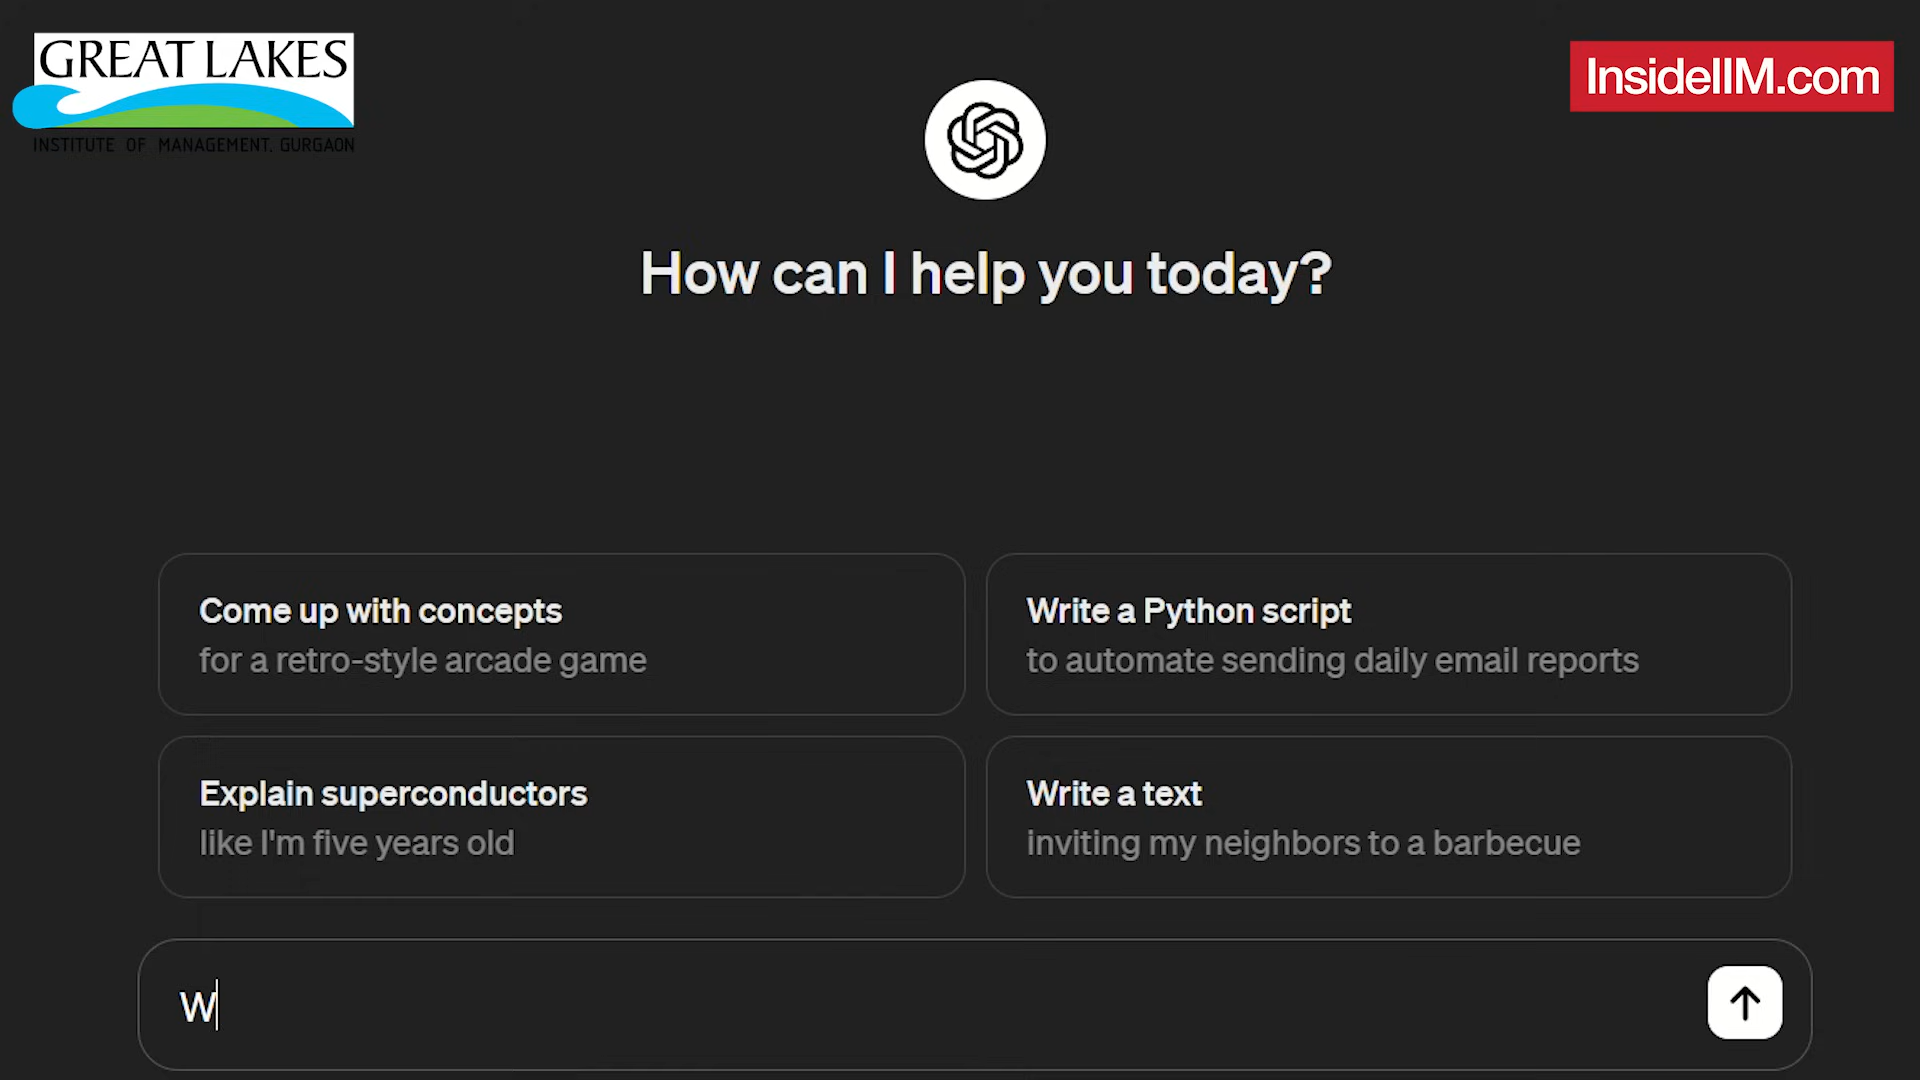 GREAT LAKES
INSTITUTE OF MANAGEMENT, GURGAON
InsideIIM.com
How can I help you today?
Come up with concepts
for a retro-style arcade game
Write a Python script
to automate sending daily email reports
Explain superconductors
like I'm five years old
Write a text
inviting my neighbors to a barbecue
W